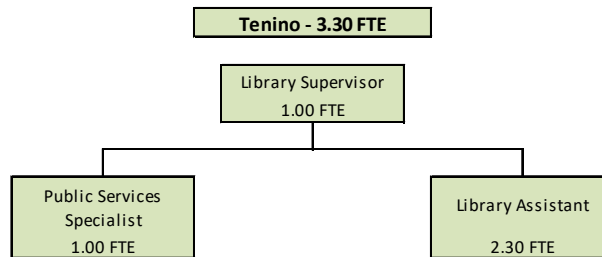 Tenino - 3.30 FTE
Library Supervisor
1.00 FTE
Public Services
Specialist
1.00 FTE
Library Assistant
2.30 FTE